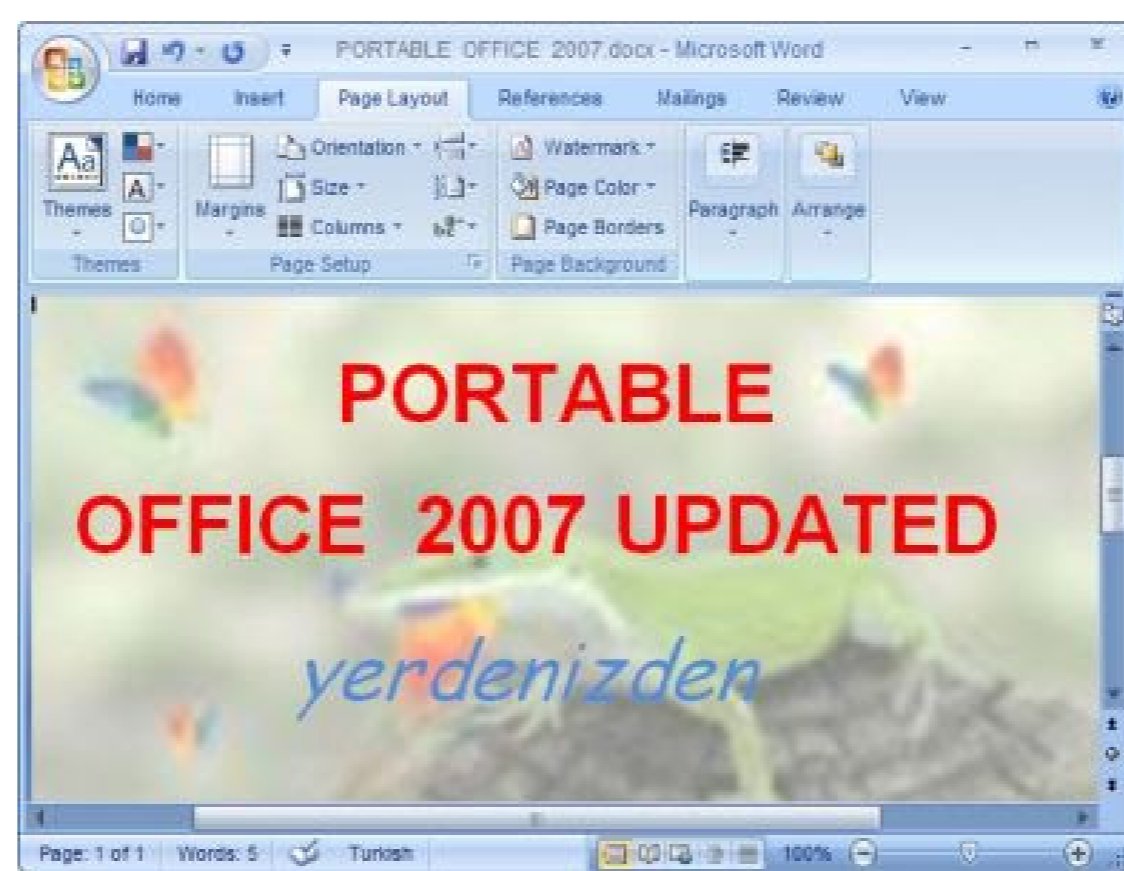 PORTABLE OFFICE 2007.docx - Microsoft Word
Home Insert Page Layout References Mailings Review View
Aa Themes
A
Themes
Margins
Orientation
Size
Columns
Page Setup
Watermark
Page Color
Page Borders
Page Background
Paragraph
Arrange
PORTABLE
OFFICE 2007 UPDATED
yerdenizden
Page: 1 of 1 Words: 5 Turkish 100%